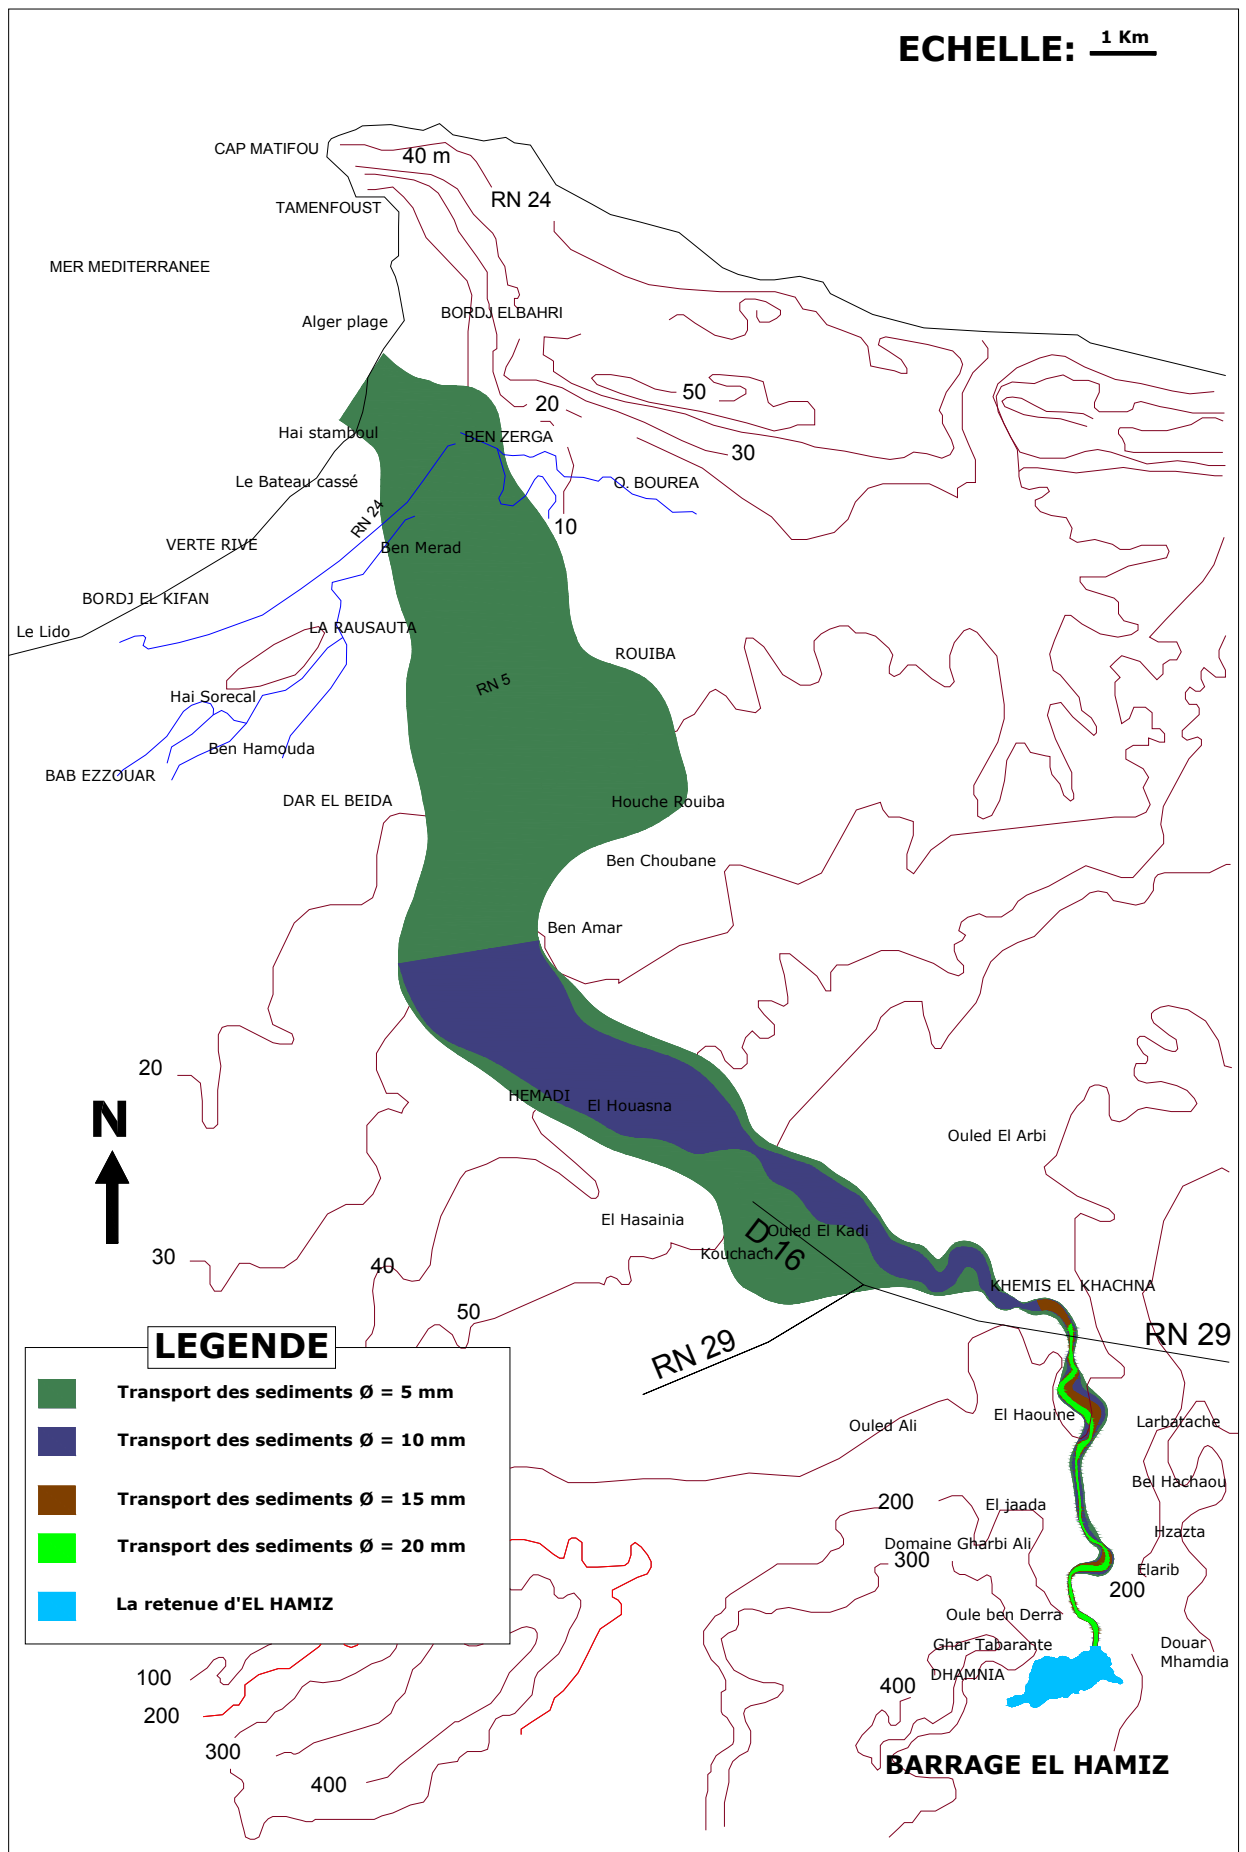 ECHELLE: 1 Km
CAP MATIFOU
40 m
RN 24
TAMENFOUST
MER MEDITERRANEE
BORDJ ELBAHRI
Alger plage
50
20
Hai stamboul
BEN ZERGA
30
Le Bateau cassé
O. BOUREA
RN 24
10
VERTE RIVE
Ben Merad
BORDJ EL KIFAN
Le Lido
LA RAUSAUTA
ROUIBA
RN 5
Hai Sorecal
Ben Hamouda
BAB EZZOUAR
DAR EL BEIDA
Houche Rouiba
Ben Choubane
Ben Amar
20
HEMADI
El Houasna
N
Ouled El Arbi
El Hasainia
Ouled El Kadi
D.16
Kouchach
30
40
KHEMIS EL KHACHNA
50
RN 29
RN 29
LEGENDE
Transport des sediments Ø = 5 mm
Transport des sediments Ø = 10 mm
Transport des sediments Ø = 15 mm
Transport des sediments Ø = 20 mm
La retenue d'EL HAMIZ
El Haouine
Ouled Ali
Larbatache
Bel Hachaou
200
El jaada
Hzazta
Domaine Gharbi Ali
300
Elarib
200
Oule ben Derra
Ghar Tabarante
Douar
Mhamdia
DHAMNIA
100
400
200
300
BARRAGE EL HAMIZ
400